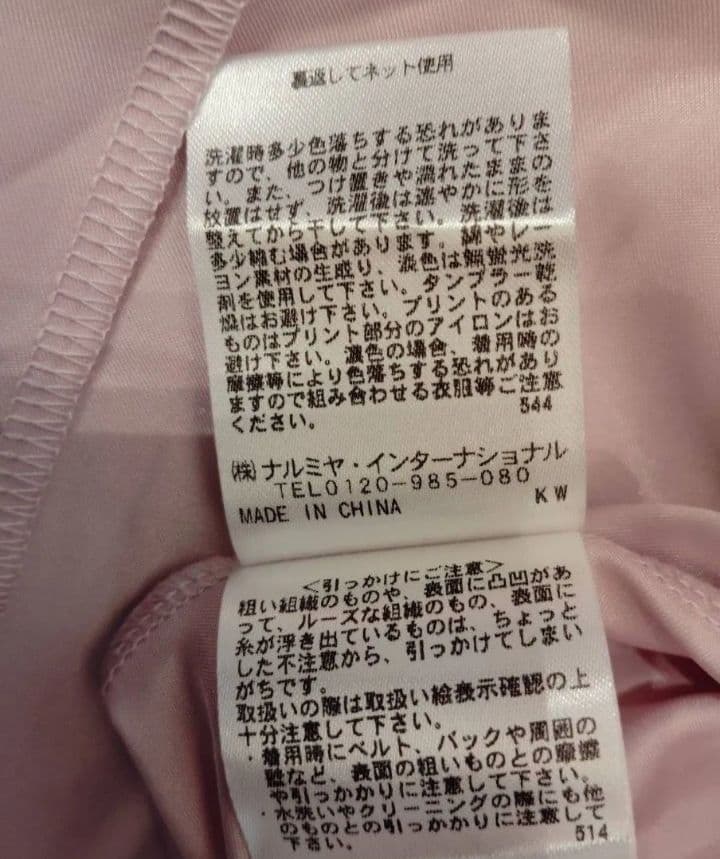 裏返してネット使用
洗濯時多少色落ちする恐れがありま
すので、他の物と分けて洗って下さ
い。また、つけ置きや濡れたままの
放置はせず、洗濯後は速やかに形を
整えてから干して下さい。洗濯後は
多少縮む場合があります。綿やレー
ヨン素材の生成り、淡色は無蛍光洗
剤を使用して下さい。タンブラー乾
燥はお避け下さい。プリントのある
ものはプリント部分のアイロンはお
避け下さい。濃色の場合、着用時の
摩擦等により色落ちする恐れがあり
ますので組み合わせる衣服等ご注意
ください。 544
(株)ナルミヤ・インターナショナル
TEL0120-985-080
MADE IN CHINA KW
<引っかけにご注意>
粗い組織のものや、表面に凸凹があ
って、ルーズな組織のもの、表面に
糸が浮き出ているものは、ちょっと
した不注意から、引っかけてしまい
がちです。
取扱いの際は取扱い絵表示確認の上
十分注意して下さい。
・着用時にベルト、バックや周囲の
壁など、表面の粗いものとの摩擦
や引っかかりに注意して下さい。
・水洗いやクリーニングの際にも他
のものとの引っかかりに注意して
下さい。 514